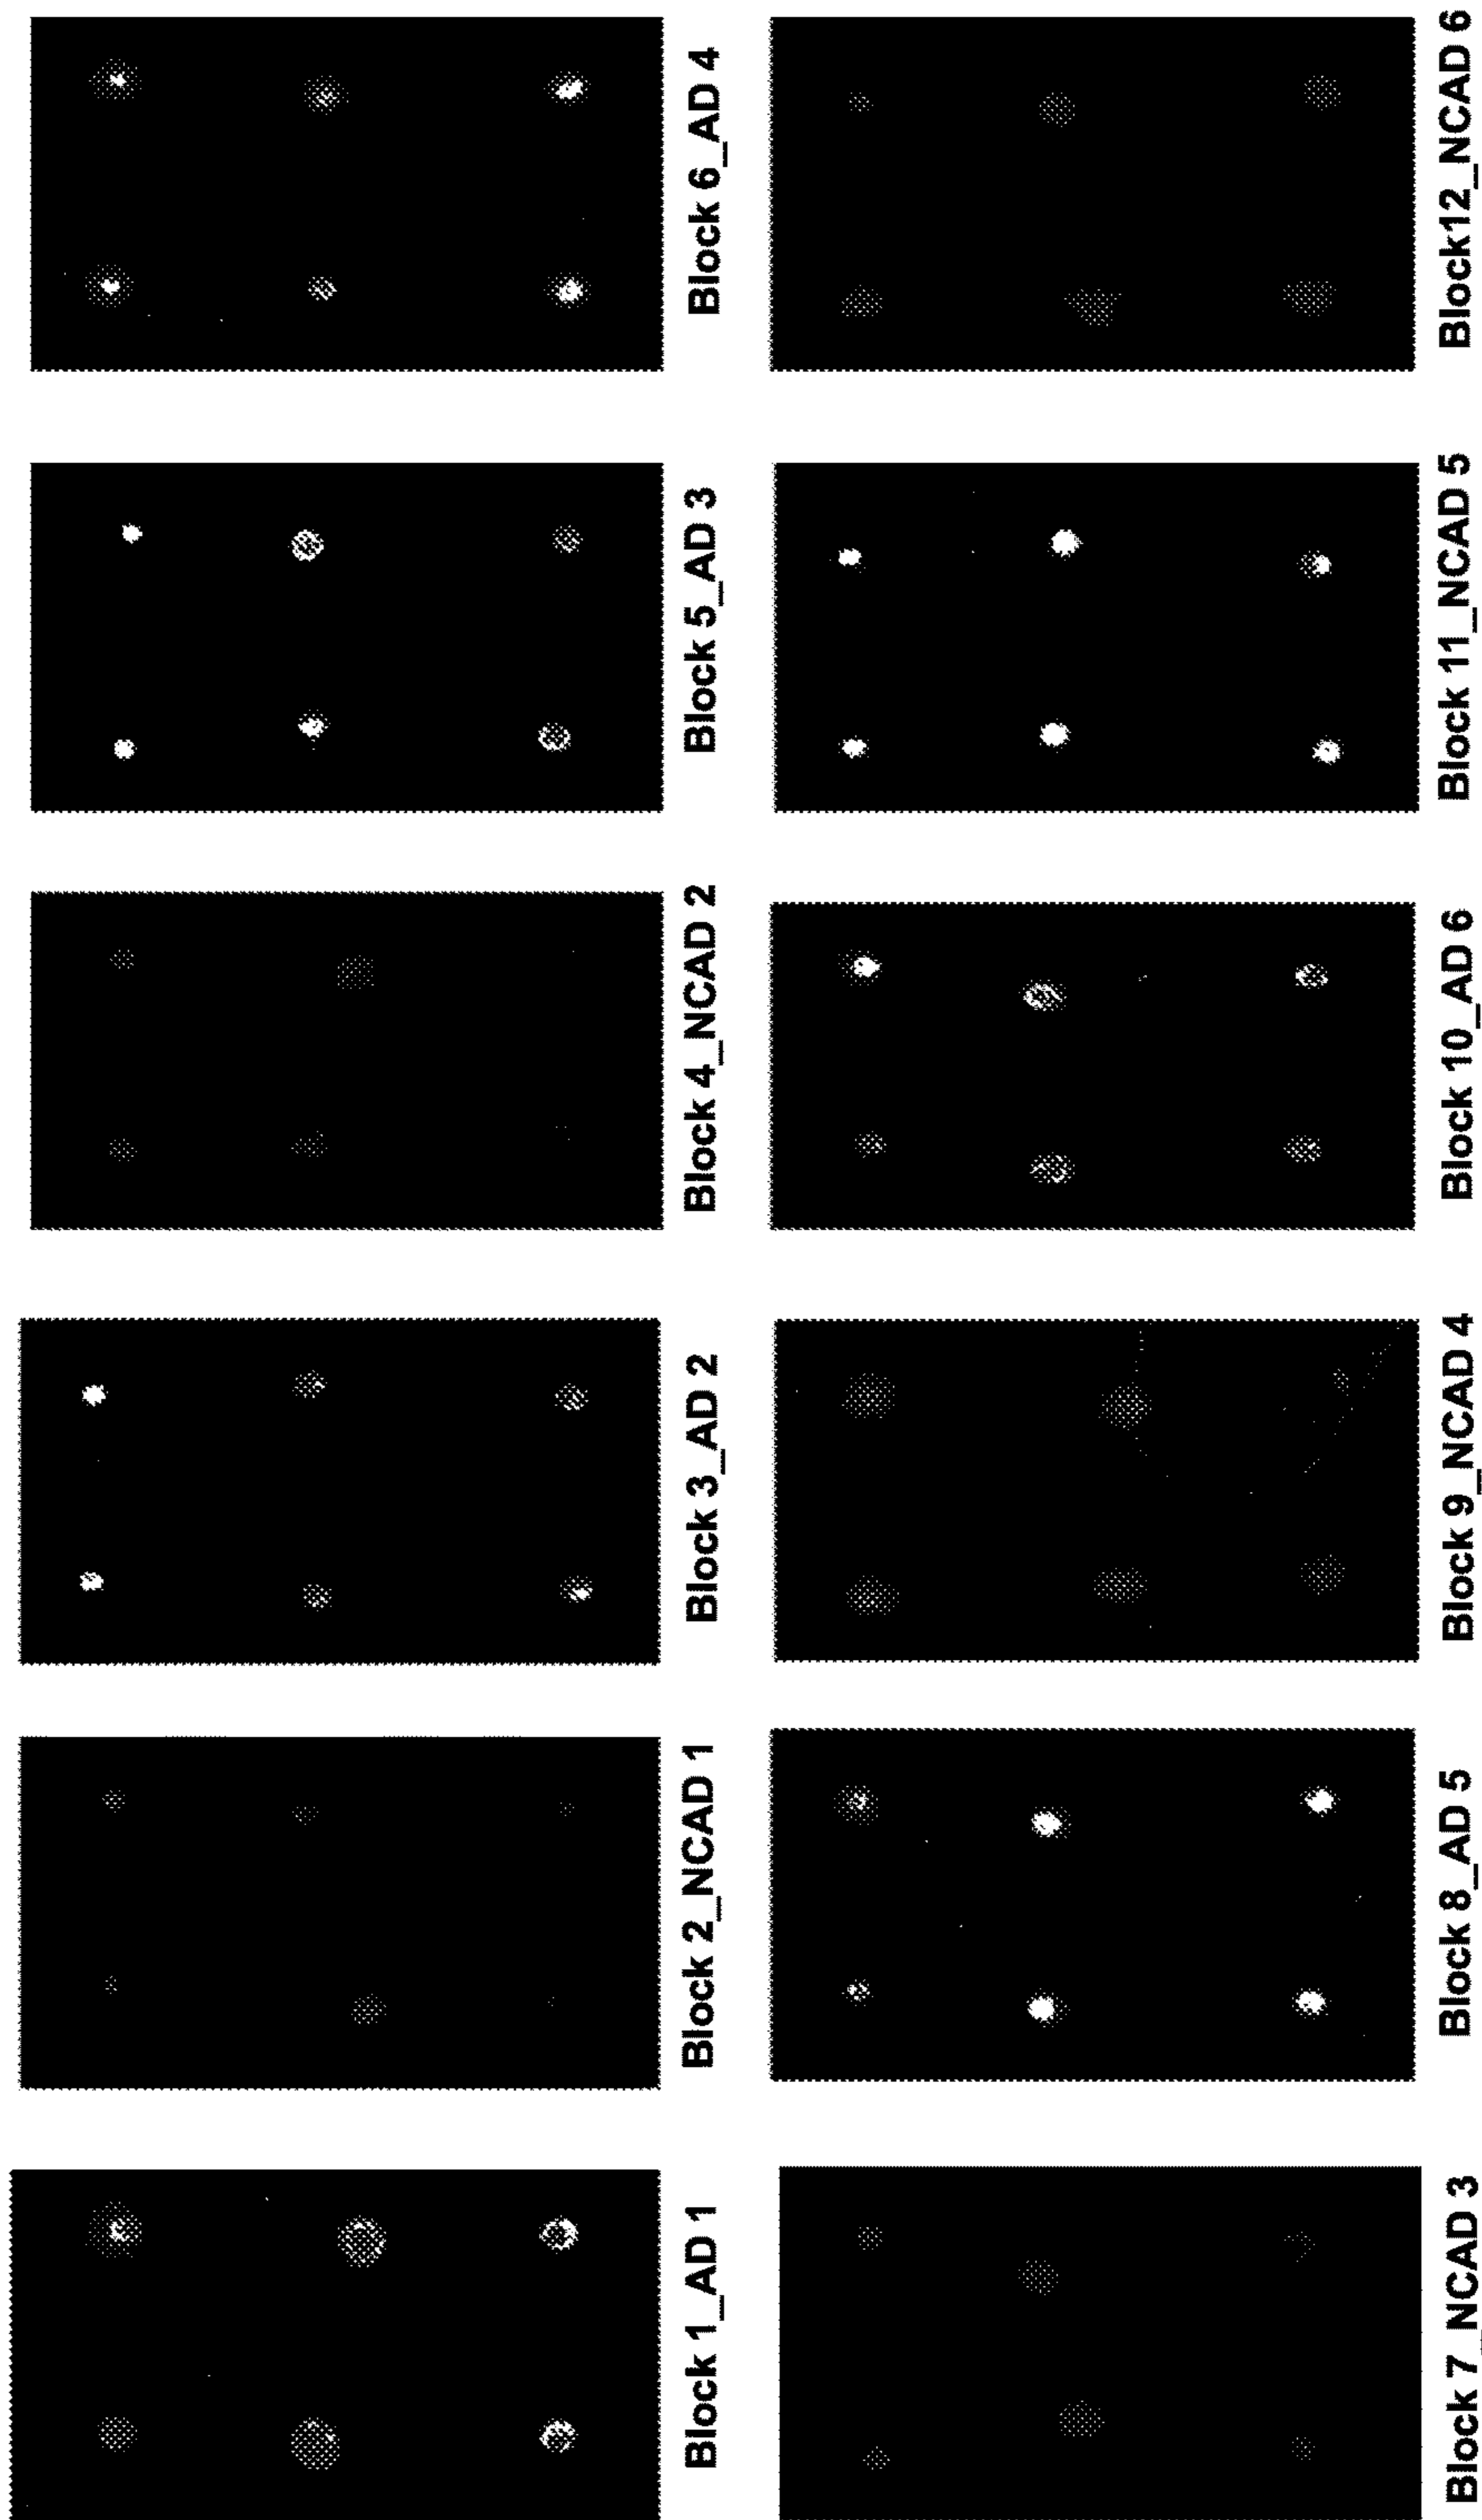 Block 1_AD 1
Block 2_NCAD 1
Block 3_AD 2
Block 4_NCAD 2
Block 5_AD 3
Block 6_AD 4
Block 7_NCAD 3
Block 8_AD 5
Block 9_NCAD 4
Block 10_AD 6
Block 11_NCAD 5
Block12_NCAD 6